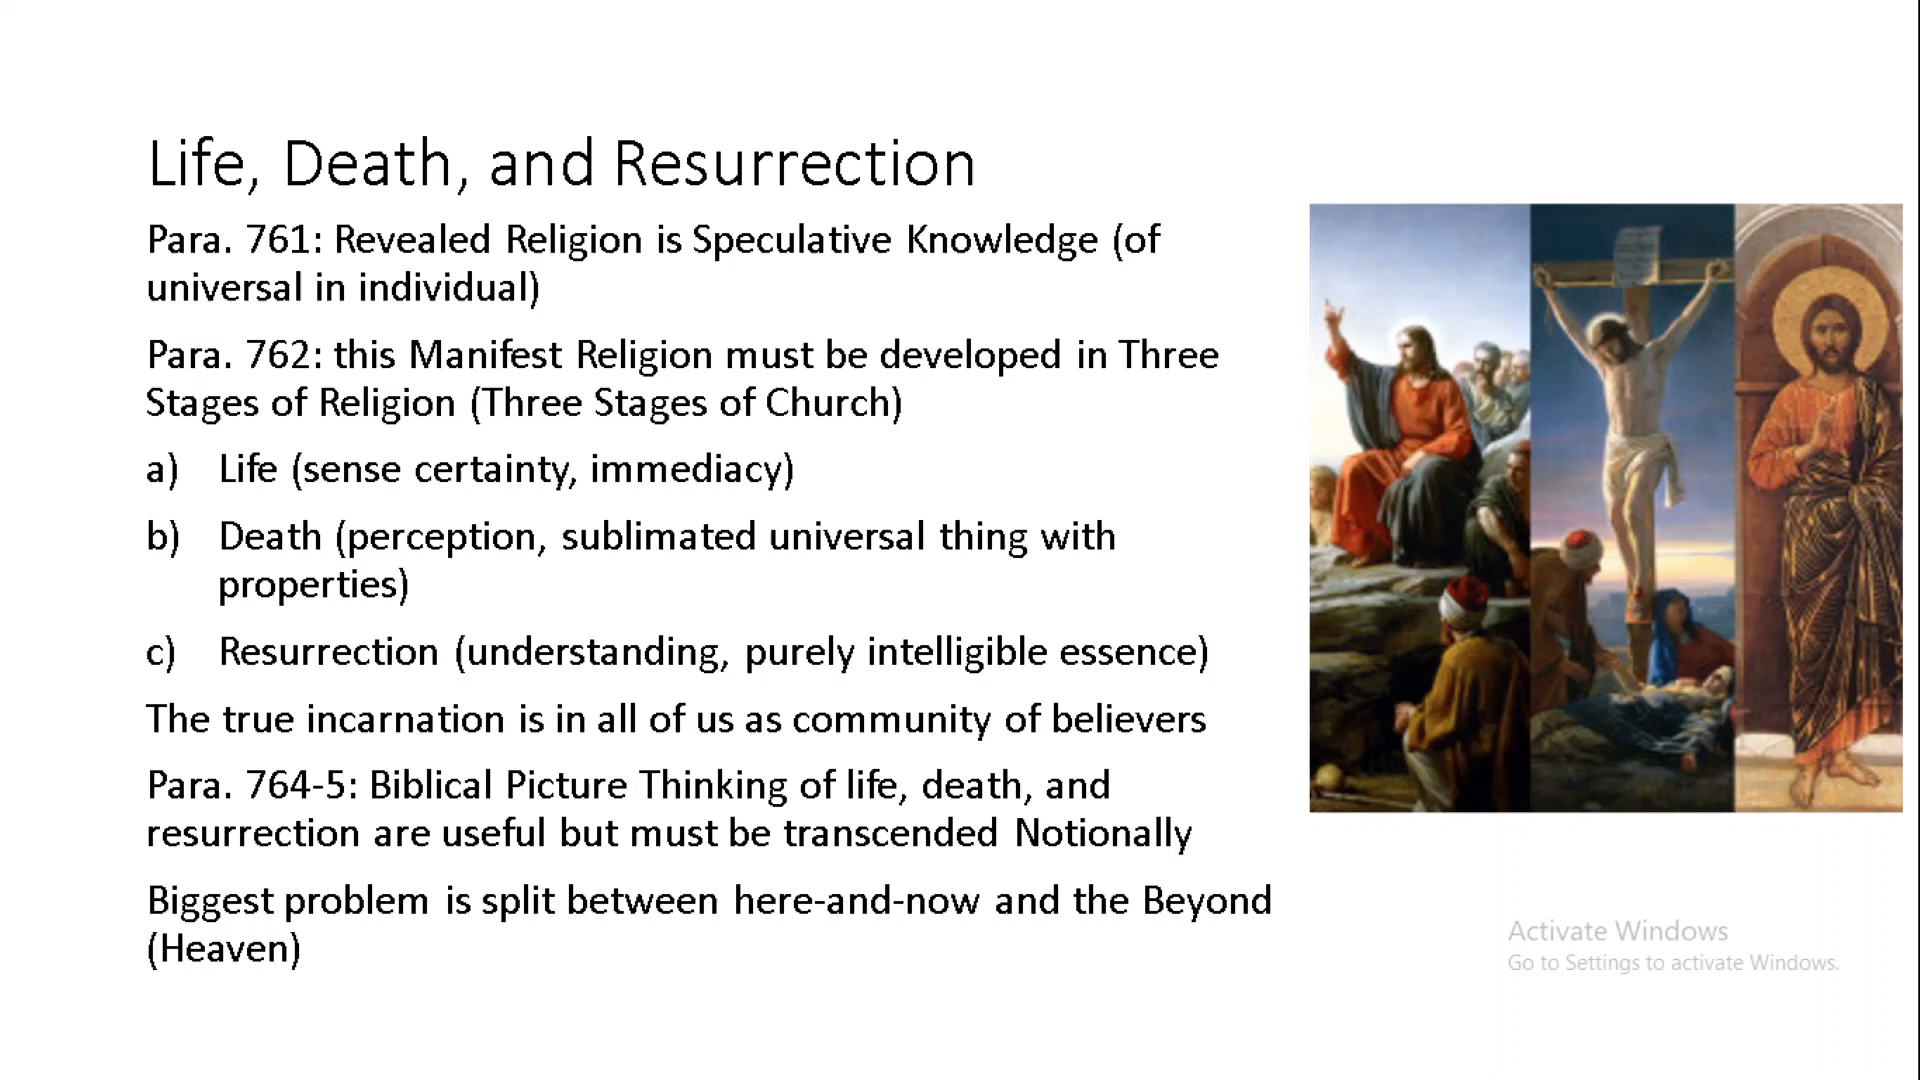 Life, Death, and Resurrection
Para. 761: Revealed Religion is Speculative Knowledge (of
universal in individual)
Para. 762: this Manifest Religion must be developed in Three
Stages of Religion (Three Stages of Church)
a) Life (sense certainty, immediacy)
b) Death (perception, sublimated universal thing with
properties)
c) Resurrection (understanding, purely intelligible essence)
The true incarnation is in all of us as community of believers
Para. 764-5: Biblical Picture Thinking of life, death, and
resurrection are useful but must be transcended Notionally
Biggest problem is split between here-and-now and the Beyond
(Heaven)
Activate Windows
Go to Settings to activate Windows.